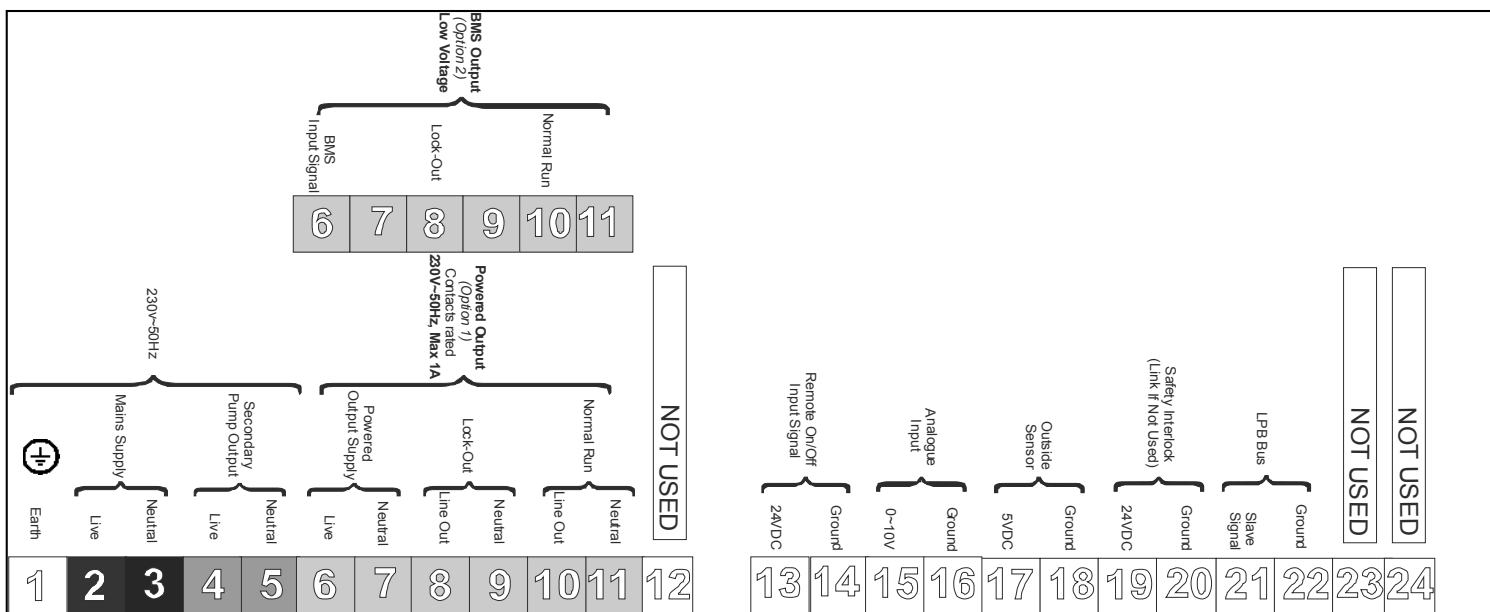 BMS Output
(Option 2)
Low Voltage
BMS
Input Signal
Lock-Out
Normal Run
6 7 8 9 10 11
230v~50Hz
Powered Output
(Option 1)
Contacts rated
230V~50Hz, Max 1A
Mains Supply
Secondary
Pump Output
Powered
Output Supply
Lock-Out
Normal Run
NOT USED
Remote On/Off
Input Signal
Analogue
Input
Outside
Sensor
Safety Interlock
(Link If Not Used)
LPB Bus
NOT USED
NOT USED
Earth
Live
Neutral
Live
Neutral
Live
Neutral
Line Out
Neutral
Line Out
Neutral
24VDC
Ground
0~10V
Ground
5VDC
Ground
24VDC
Ground
Slave
Signal
Ground
1 2 3 4 5 6 7 8 9 10 11 12 13 14 15 16 17 18 19 20 21 22 23 24